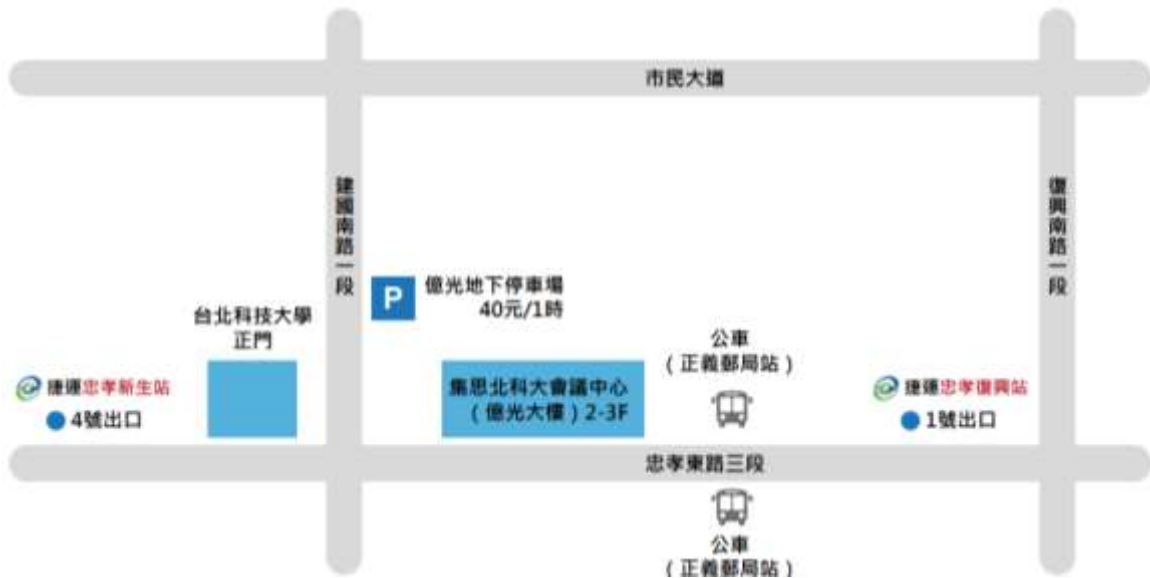 市民大道
建國南路一段
復興南路一段
P
億光地下停車場
40元/1時
台北科技大學
正門
公車
(正義郵局站)
捷運忠孝新生站
4號出口
集思北科大會議中心
(億光大樓)2-3F
捷運忠孝復興站
1號出口
忠孝東路三段
公車
(正義郵局站)